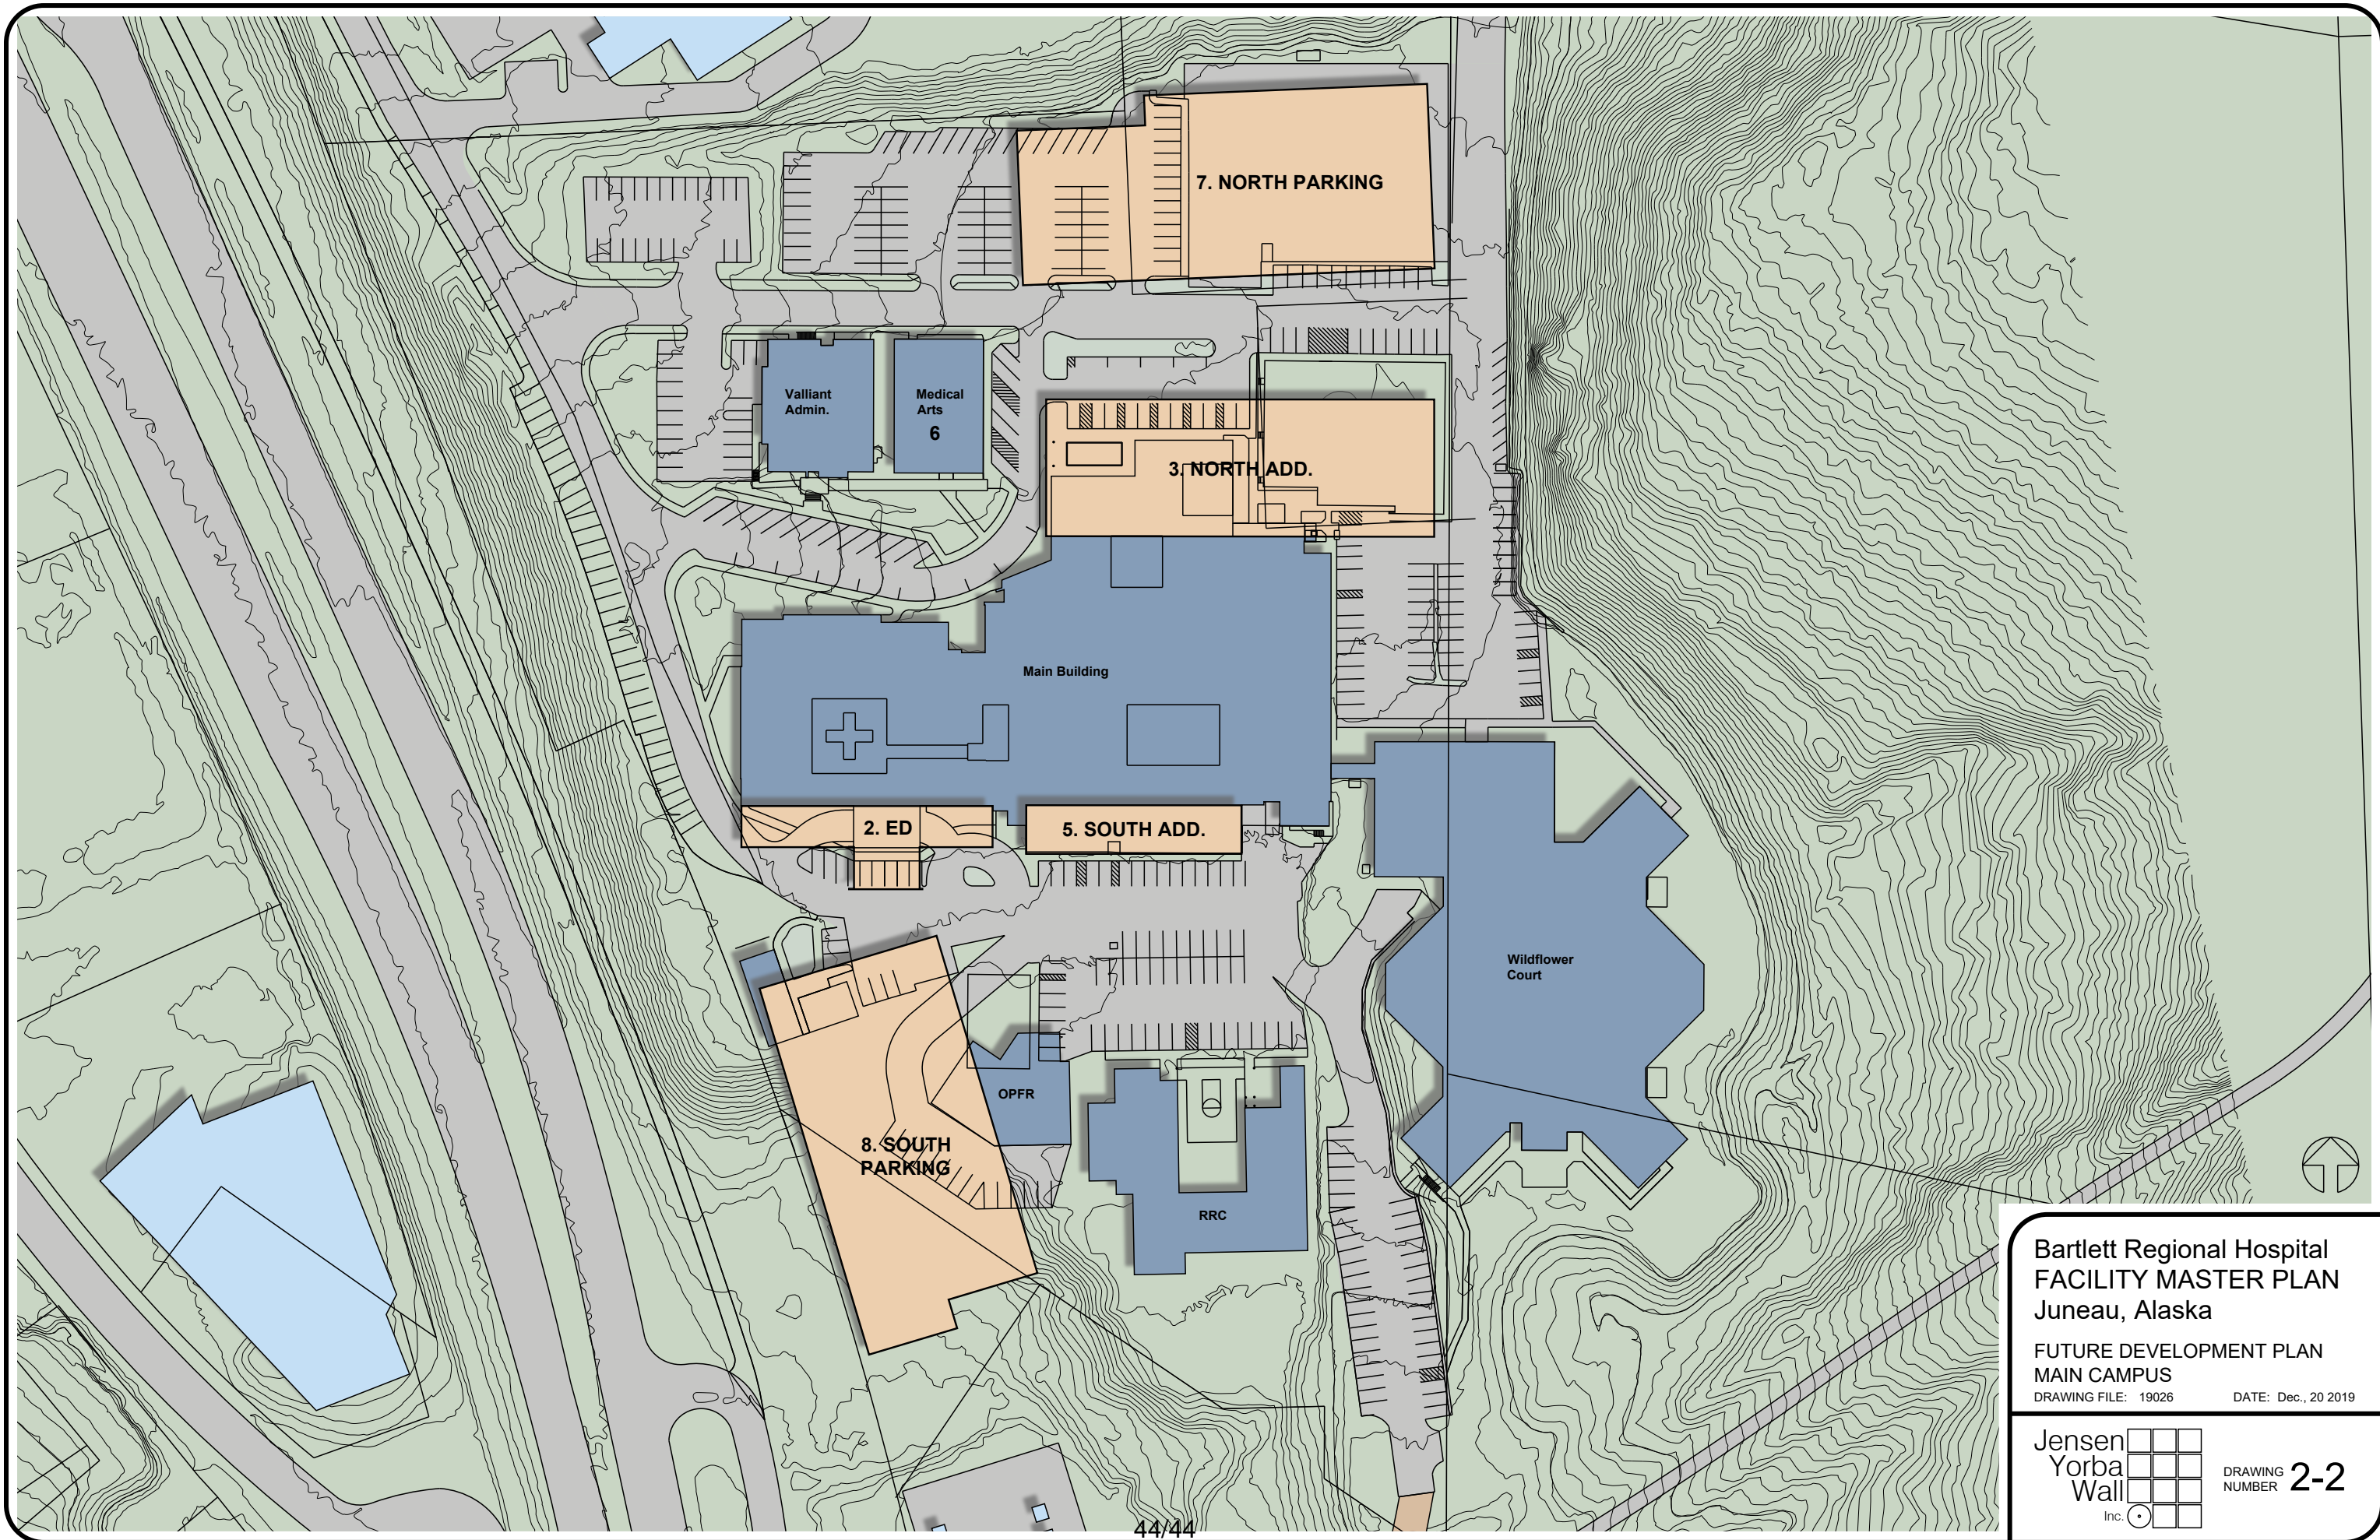 7. NORTH PARKING
Valliant
Admin.
Medical
Arts
6
3. NORTH ADD.
Main Building
2. ED
5. SOUTH ADD.
Wildflower
Court
OPFR
8. SOUTH
PARKING
RRC
Bartlett Regional Hospital
FACILITY MASTER PLAN
Juneau, Alaska
FUTURE DEVELOPMENT PLAN
MAIN CAMPUS
DRAWING FILE: 19026 DATE: Dec., 20 2019
Jensen
Yorba
Wall
Inc.
DRAWING
NUMBER 2-2
44/44